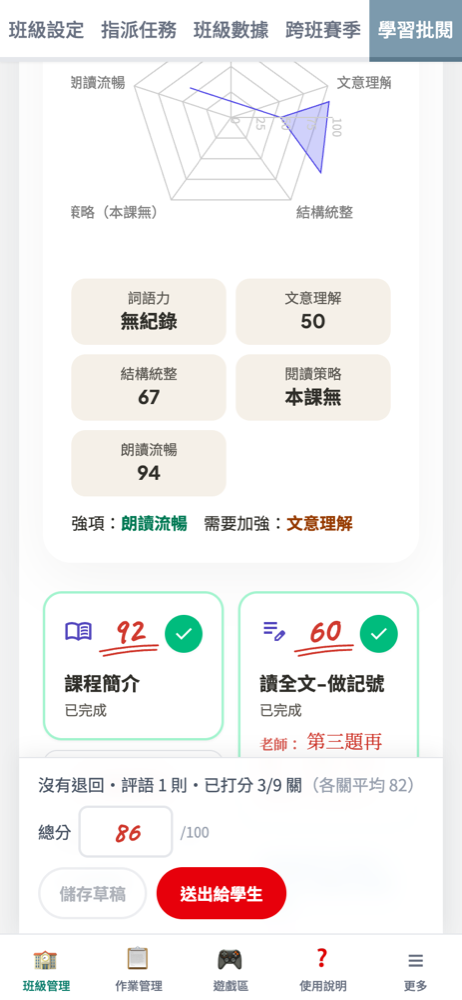 班級設定 指派任務 班級數據 跨班賽季 學習批閱
朗讀流暢 文意理解
0 25 50 75 100
策略（本課無） 結構統整
詞語力 文意理解
無紀錄 50
結構統整 閱讀策略
67 本課無
朗讀流暢
94
強項：朗讀流暢 需要加強：文意理解
92 60
課程簡介 讀全文-做記號
已完成 已完成
老師： 第三題再
沒有退回・評語 1 則・已打分 3/9 關（各關平均 82）
總分 86 /100
儲存草稿 送出給學生
班級管理 作業管理 遊戲區 使用說明 更多